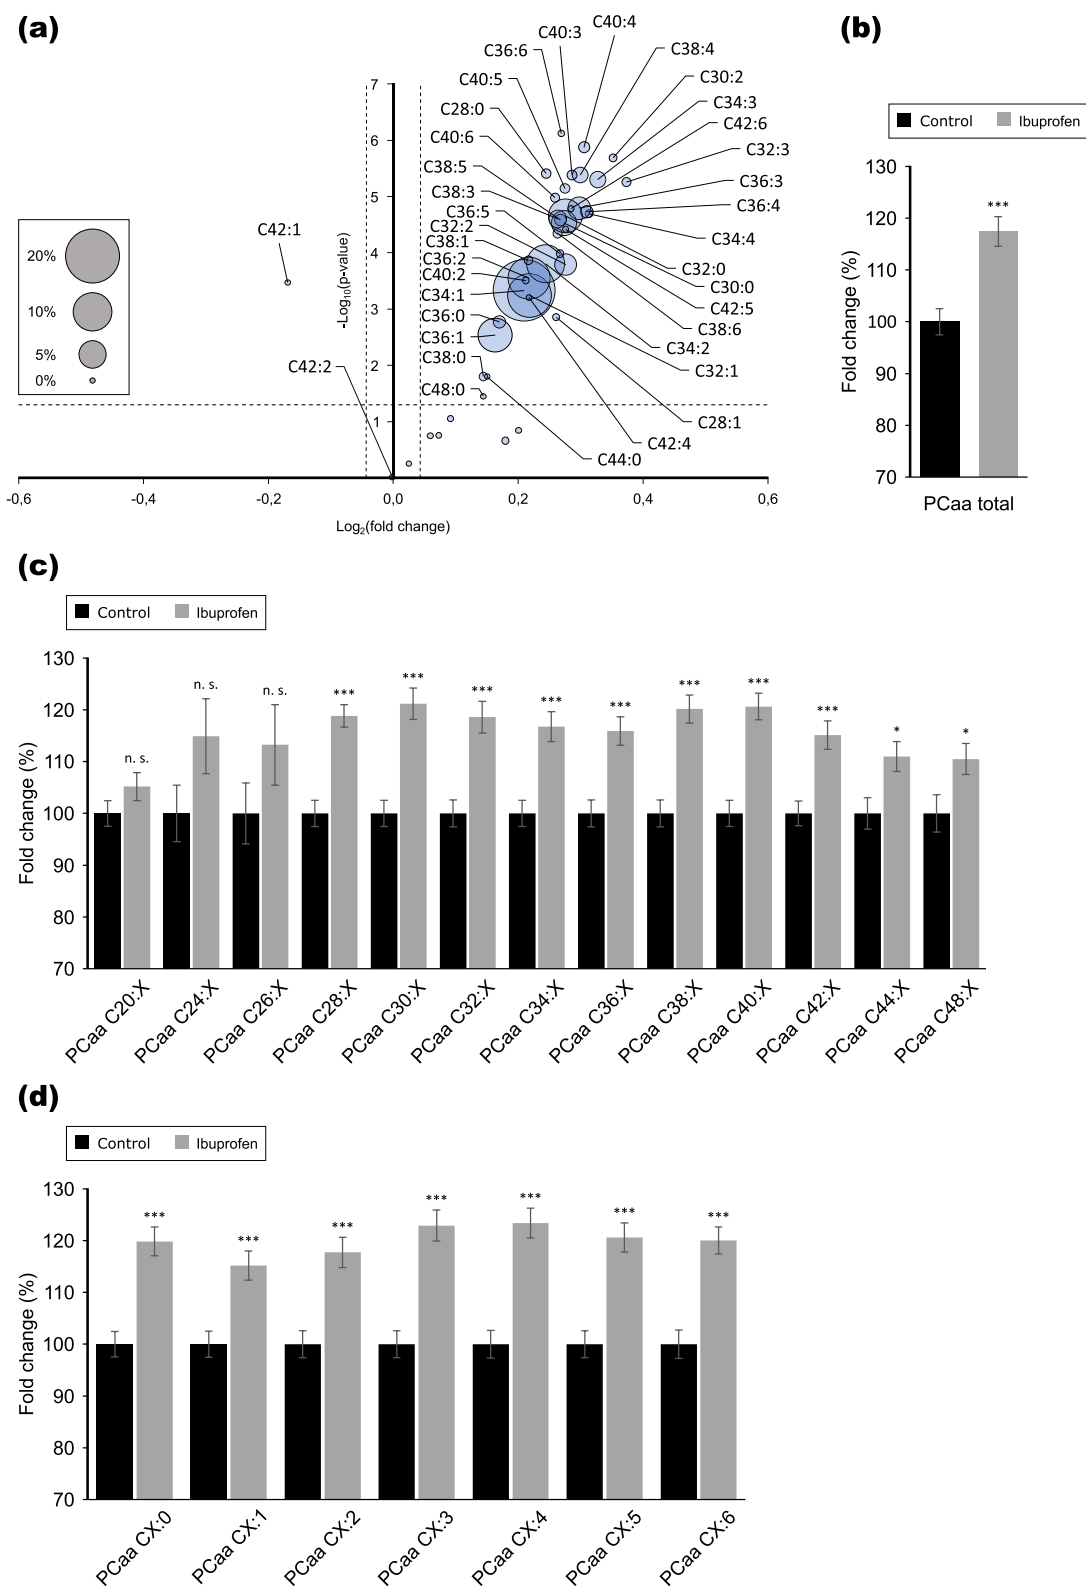 (a)
C40:4
C40:3
C36:6
C38:4
C40:5
C30:2
C28:0
C34:3
C40:6
C42:6
C38:5
C32:3
C38:3
C36:3
C36:5
C36:4
C32:2
C34:4
C38:1
C42:1
C36:2
C32:0
C40:2
C30:0
C34:1
C42:5
C36:0
C38:6
C36:1
C34:2
C38:0
C32:1
C42:2
C48:0
C28:1
C42:4
C44:0
20%
10%
5%
0%
7
6
5
4
3
2
1
-Log10(p-value)
-0,6
-0,4
-0,2
0,0
0,2
0,4
0,6
Log2(fold change)
(b)
Control
Ibuprofen
130
120
110
100
90
80
70
Fold change (%)
***
PCaa total
(c)
Control
Ibuprofen
130
120
110
100
90
80
70
Fold change (%)
n. s.
n. s.
n. s.
***
***
***
***
***
***
***
***
*
*
PCaa C20:X
PCaa C24:X
PCaa C26:X
PCaa C28:X
PCaa C30:X
PCaa C32:X
PCaa C34:X
PCaa C36:X
PCaa C38:X
PCaa C40:X
PCaa C42:X
PCaa C44:X
PCaa C48:X
(d)
Control
Ibuprofen
130
120
110
100
90
80
70
Fold change (%)
***
***
***
***
***
***
***
PCaa CX:0
PCaa CX:1
PCaa CX:2
PCaa CX:3
PCaa CX:4
PCaa CX:5
PCaa CX:6